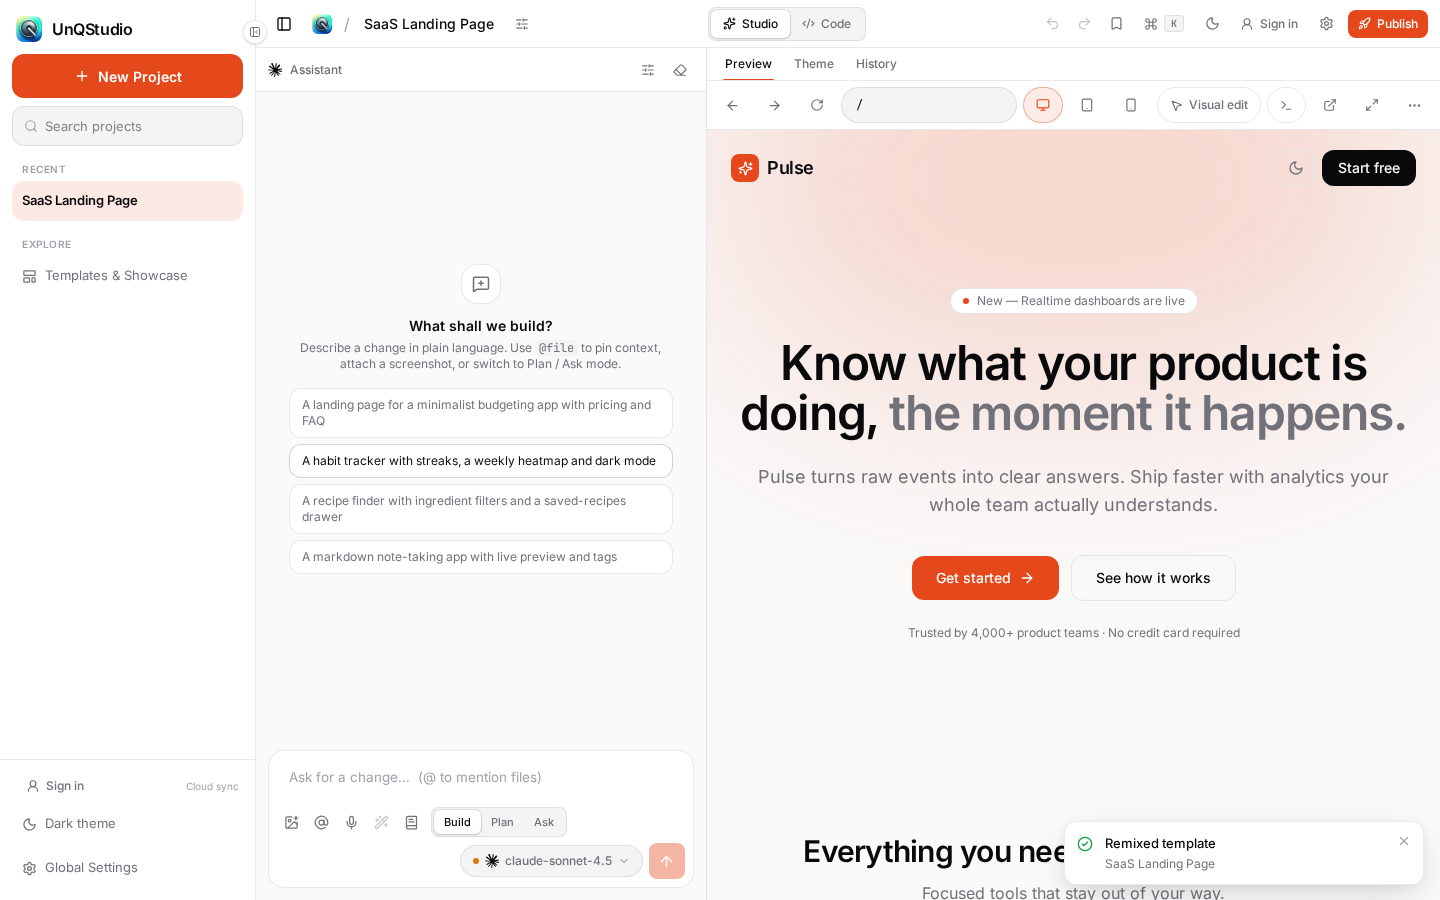 UnQStudio
New Project
Search projects
RECENT
SaaS Landing Page
EXPLORE
Templates & Showcase
Sign in
Cloud sync
Dark theme
Global Settings
/
SaaS Landing Page
Studio
Code
⌘ K
Sign in
Publish
Assistant
What shall we build?
Describe a change in plain language. Use @file to pin context,
attach a screenshot, or switch to Plan / Ask mode.
A landing page for a minimalist budgeting app with pricing and
FAQ
A habit tracker with streaks, a weekly heatmap and dark mode
A recipe finder with ingredient filters and a saved-recipes
drawer
A markdown note-taking app with live preview and tags
Ask for a change... (@ to mention files)
Build
Plan
Ask
claude-sonnet-4.5
Preview
Theme
History
/
Visual edit
Pulse
Start free
New — Realtime dashboards are live
Know what your product is
doing, the moment it happens.
Pulse turns raw events into clear answers. Ship faster with analytics your
whole team actually understands.
Get started
See how it works
Trusted by 4,000+ product teams · No credit card required
Everything you nee
Focused tools that stay out of your way.
Remixed template
SaaS Landing Page